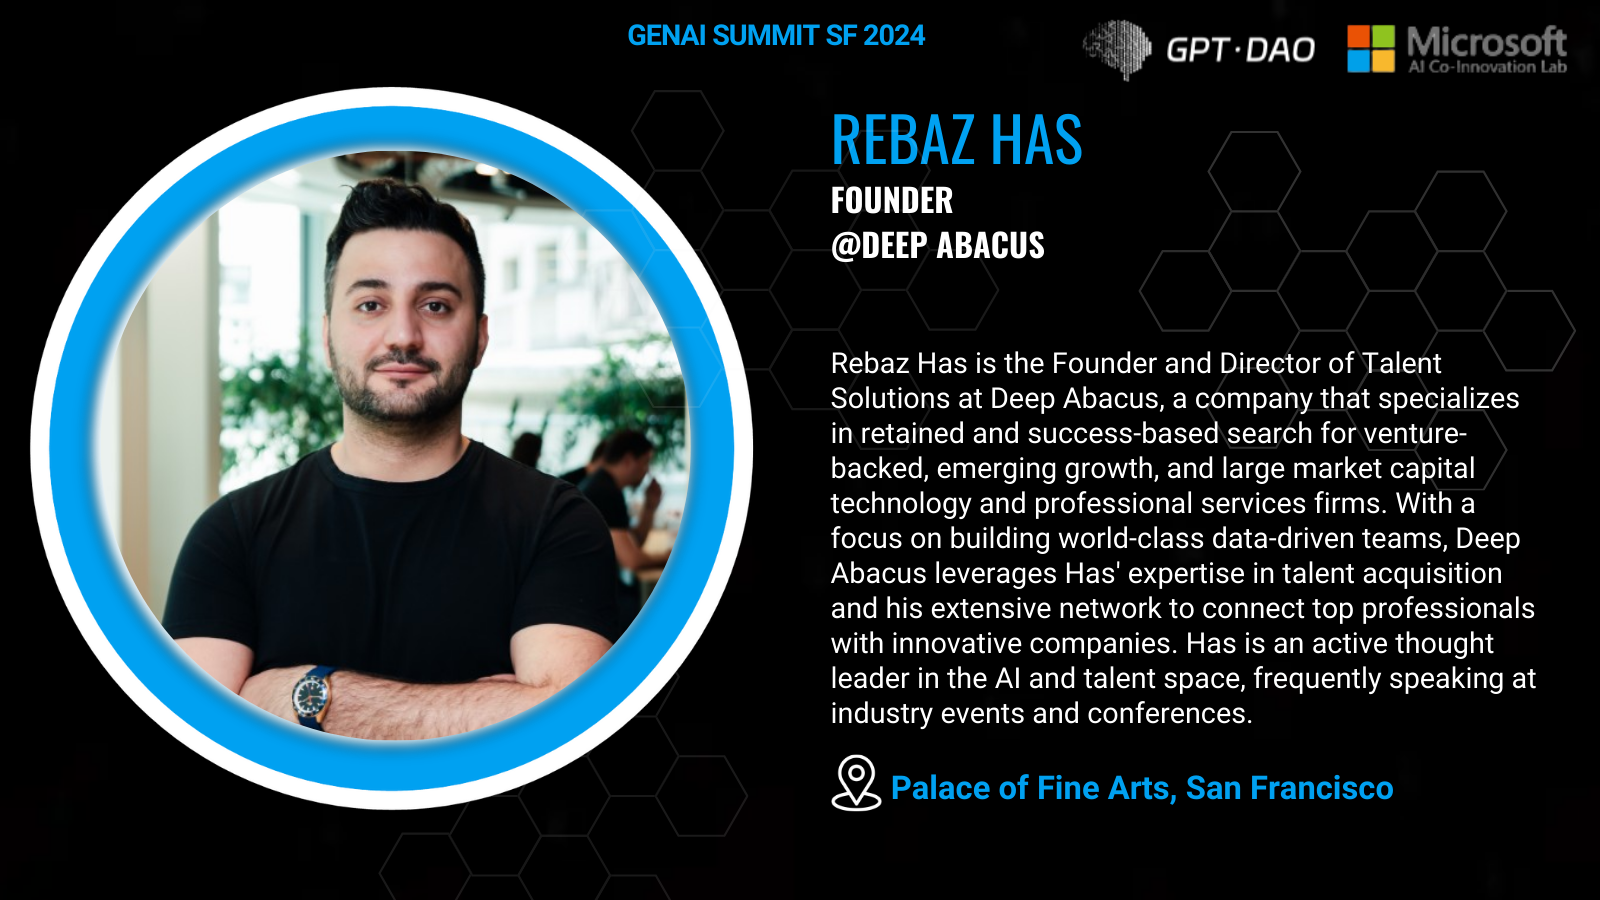 GENAI SUMMIT SF 2024
GPT·DAO
Microsoft
AI Co-Innovation Lab
REBAZ HAS
FOUNDER
@DEEP ABACUS
Rebaz Has is the Founder and Director of Talent
Solutions at Deep Abacus, a company that specializes
in retained and success-based search for venture-
backed, emerging growth, and large market capital
technology and professional services firms. With a
focus on building world-class data-driven teams, Deep
Abacus leverages Has' expertise in talent acquisition
and his extensive network to connect top professionals
with innovative companies. Has is an active thought
leader in the AI and talent space, frequently speaking at
industry events and conferences.
Palace of Fine Arts, San Francisco